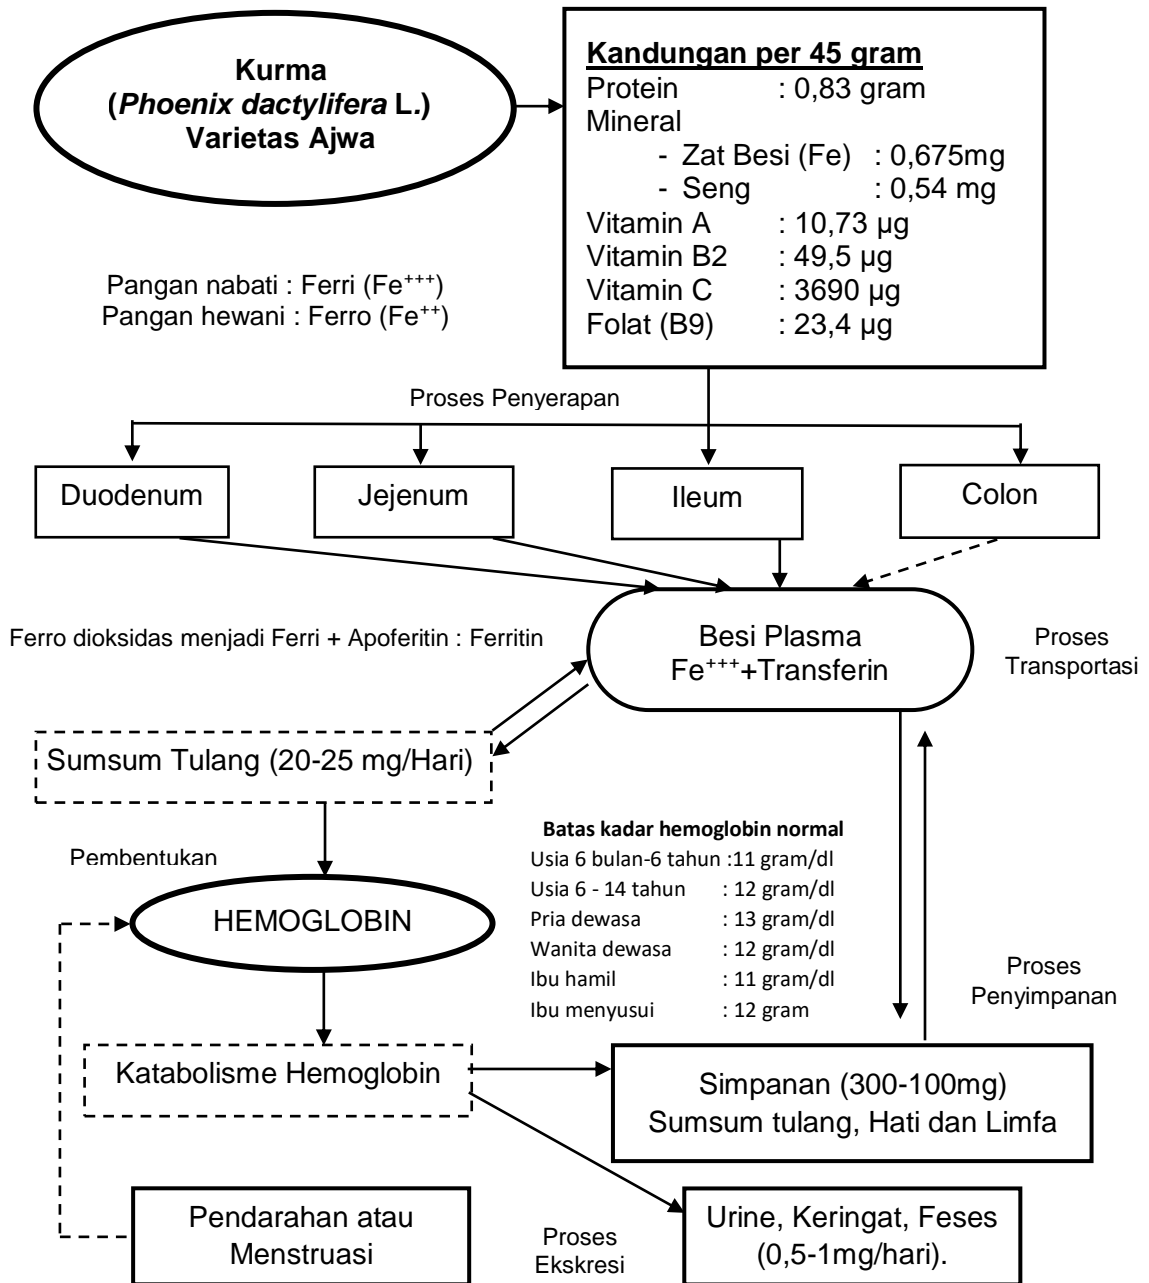 Kurma
(Phoenix dactylifera L.)
Varietas Ajwa
Kandungan per 45 gram
Protein : 0,83 gram
Mineral
- Zat Besi (Fe) : 0,675mg
- Seng : 0,54 mg
Vitamin A : 10,73 µg
Vitamin B2 : 49,5 µg
Vitamin C : 3690 µg
Folat (B9) : 23,4 µg
Pangan nabati : Ferri (Fe⁺⁺⁺)
Pangan hewani : Ferro (Fe⁺⁺)
Proses Penyerapan
Duodenum
Jejenum
Ileum
Colon
Ferro dioksidas menjadi Ferri + Apoferitin : Ferritin
Besi Plasma
Fe⁺⁺⁺+Transferin
Proses
Transportasi
Sumsum Tulang (20-25 mg/Hari)
Pembentukan
HEMOGLOBIN
Batas kadar hemoglobin normal
Usia 6 bulan-6 tahun :11 gram/dl
Usia 6 - 14 tahun : 12 gram/dl
Pria dewasa : 13 gram/dl
Wanita dewasa : 12 gram/dl
Ibu hamil : 11 gram/dl
Ibu menyusui : 12 gram
Proses
Penyimpanan
Katabolisme Hemoglobin
Simpanan (300-100mg)
Sumsum tulang, Hati dan Limfa
Pendarahan atau
Menstruasi
Proses
Ekskresi
Urine, Keringat, Feses
(0,5-1mg/hari).